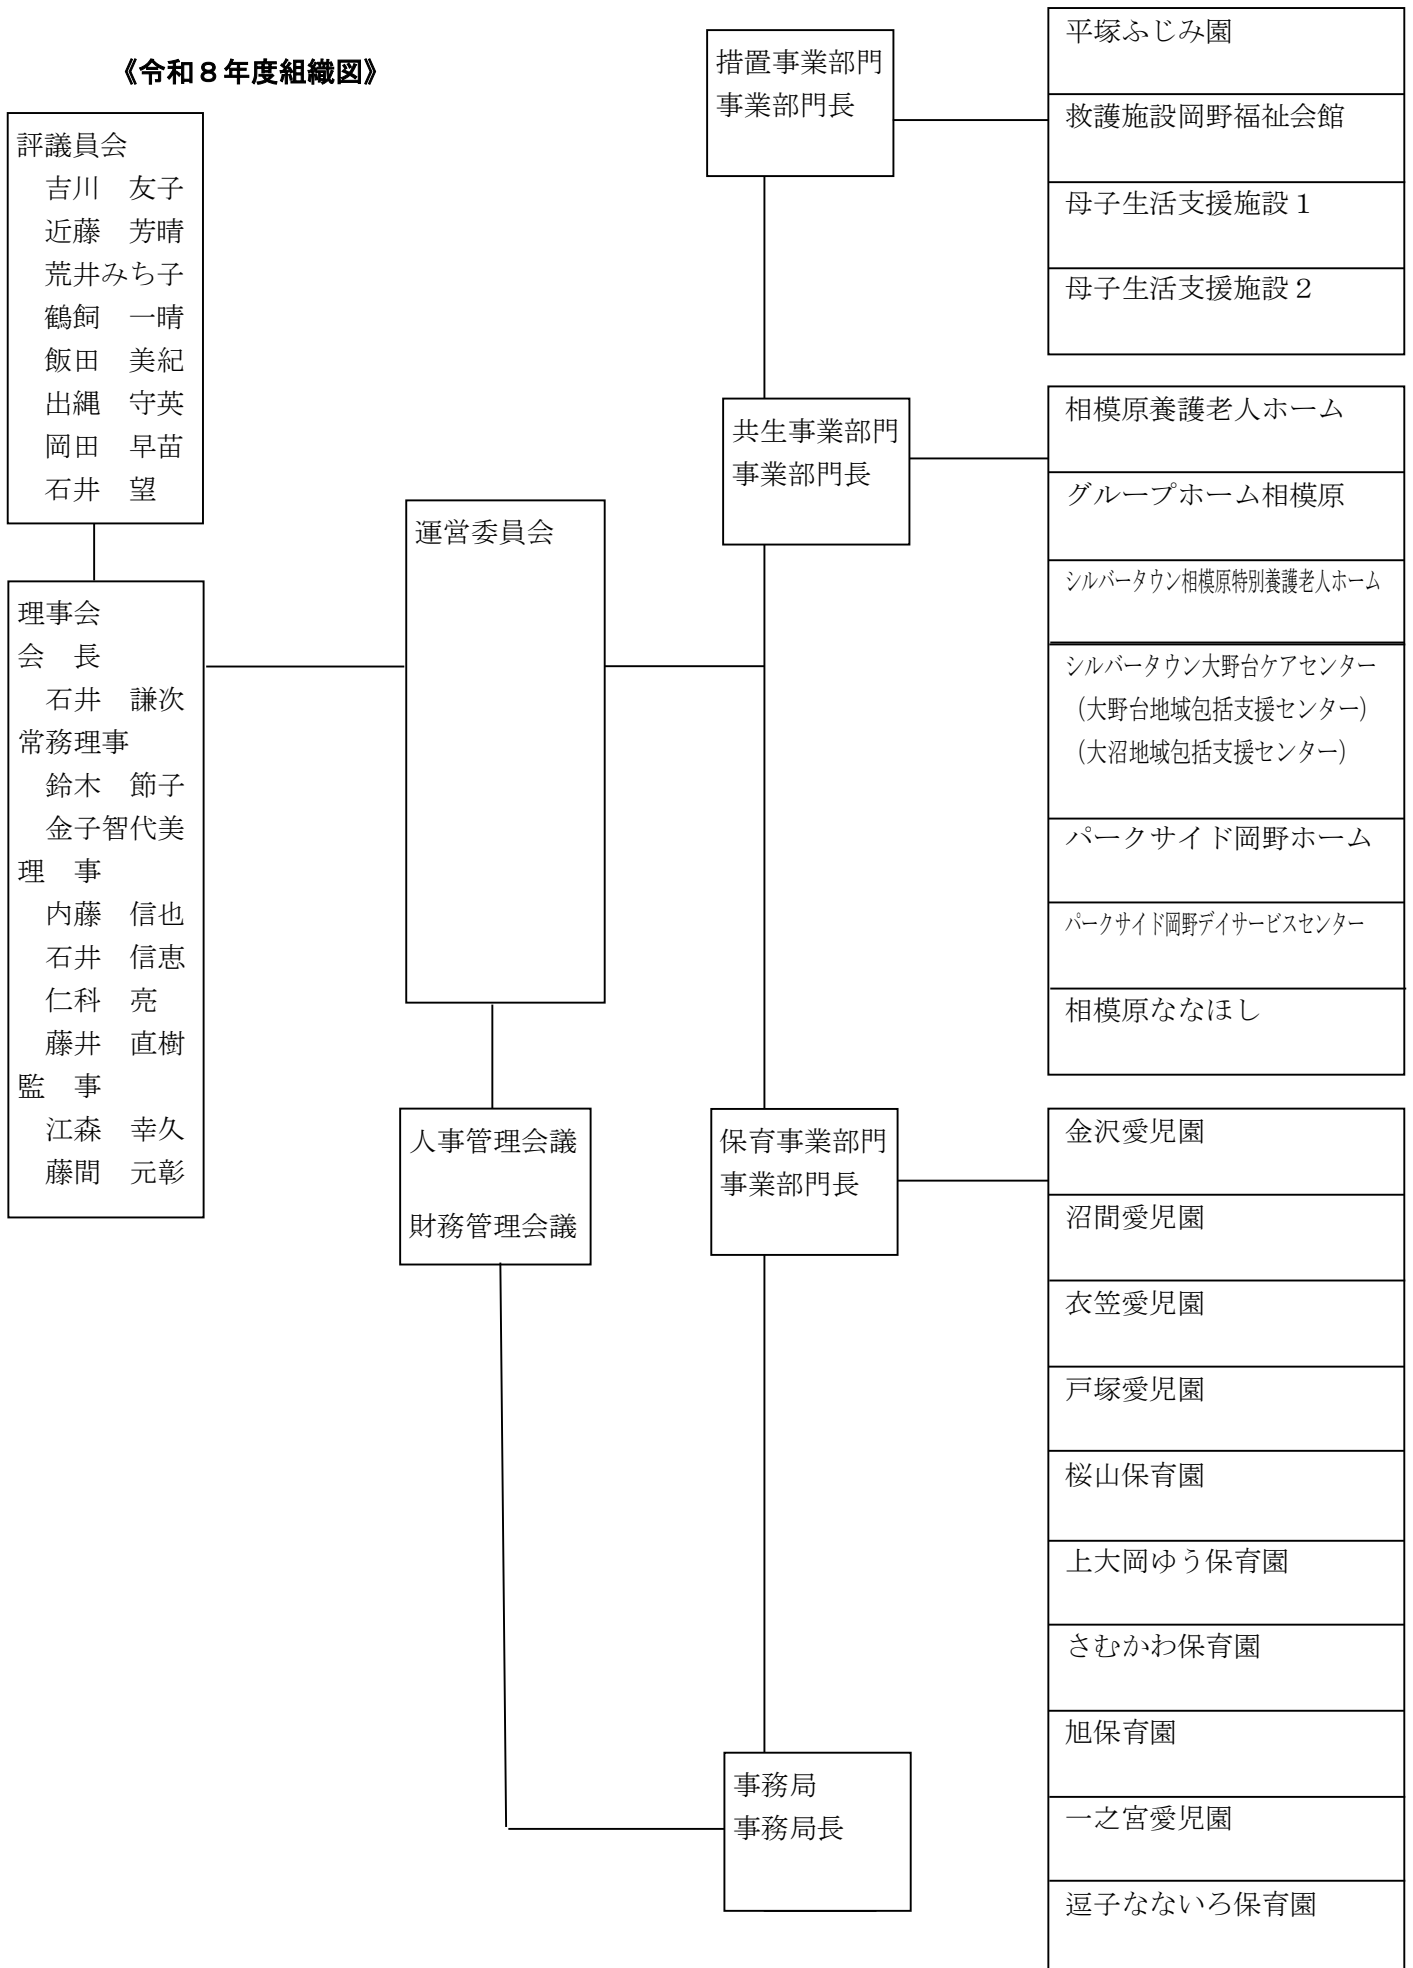 《令和８年度組織図》
評議員会
吉川　友子
近藤　芳晴
荒井みち子
鶴飼　一晴
飯田　美紀
出縄　守英
岡田　早苗
石井　望
理事会
会　長
石井　謙次
常務理事
鈴木　節子
金子智代美
理　事
内藤　信也
石井　信恵
仁科　亮
藤井　直樹
監　事
江森　幸久
藤間　元彰
運営委員会
人事管理会議
財務管理会議
措置事業部門
事業部門長
共生事業部門
事業部門長
保育事業部門
事業部門長
事務局
事務局長
平塚ふじみ園
救護施設岡野福祉会館
母子生活支援施設１
母子生活支援施設２
相模原養護老人ホーム
グループホーム相模原
シルバータウン相模原特別養護老人ホーム
シルバータウン大野台ケアセンター
（大野台地域包括支援センター）
（大沼地域包括支援センター）
パークサイド岡野ホーム
パークサイド岡野デイサービスセンター
相模原ななほし
金沢愛児園
沼間愛児園
衣笠愛児園
戸塚愛児園
桜山保育園
上大岡ゆう保育園
さむかわ保育園
旭保育園
一之宮愛児園
逗子なないろ保育園